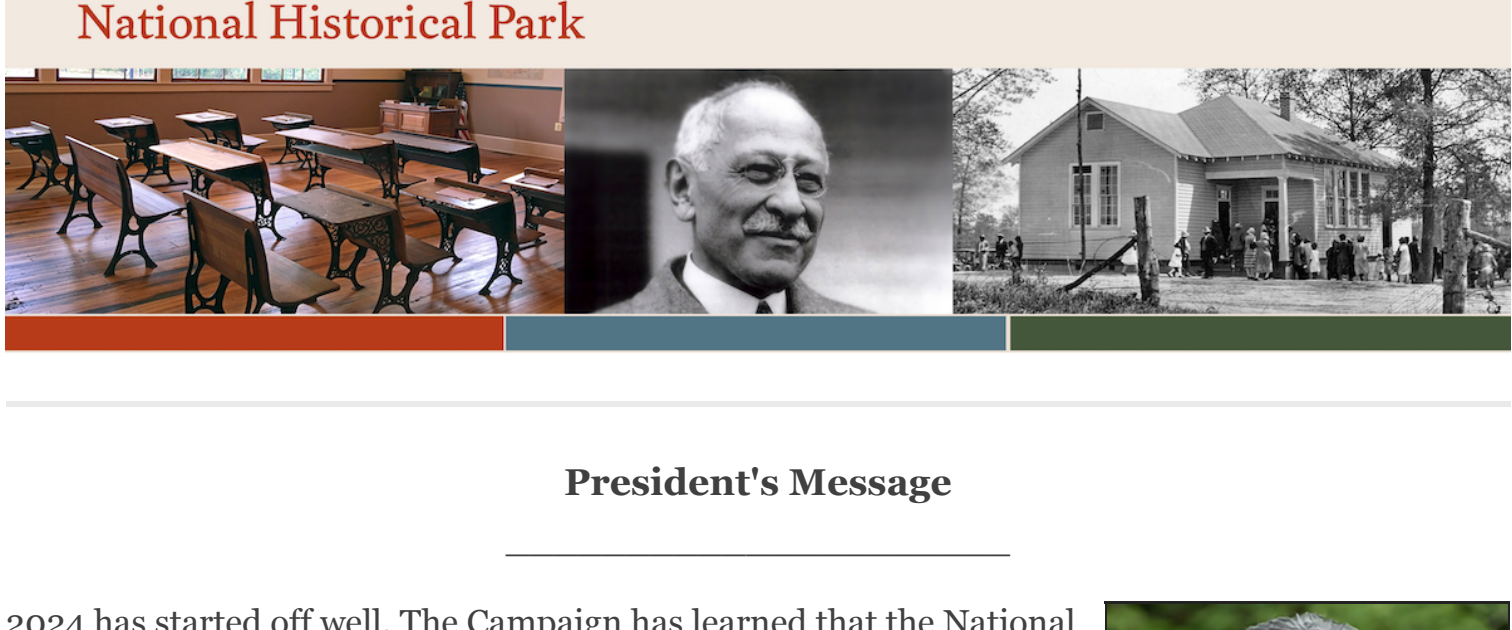 National Historical Park
President's Message
2024 has started off well. The Campaign has learned that the National